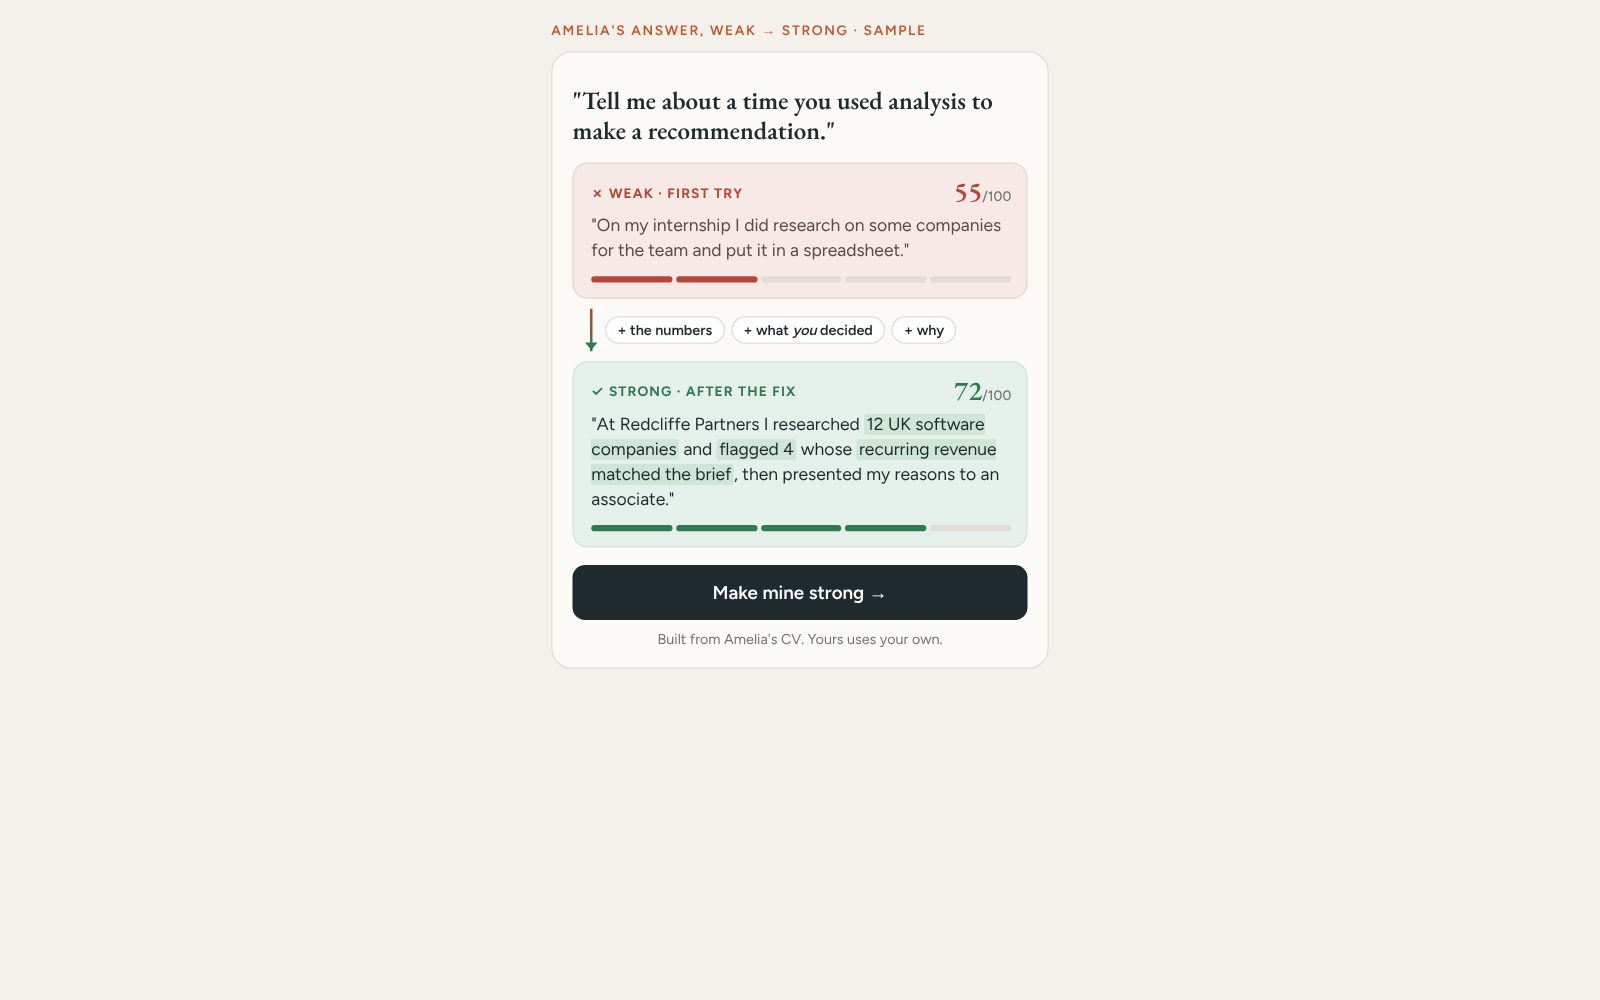 AMELIA'S ANSWER, WEAK → STRONG · SAMPLE
"Tell me about a time you used analysis to
make a recommendation."
× WEAK · FIRST TRY
55/100
"On my internship I did research on some companies
for the team and put it in a spreadsheet."
+ the numbers
+ what you decided
+ why
✓ STRONG · AFTER THE FIX
72/100
"At Redcliffe Partners I researched 12 UK software
companies and flagged 4 whose recurring revenue
matched the brief, then presented my reasons to an
associate."
Make mine strong →
Built from Amelia's CV. Yours uses your own.